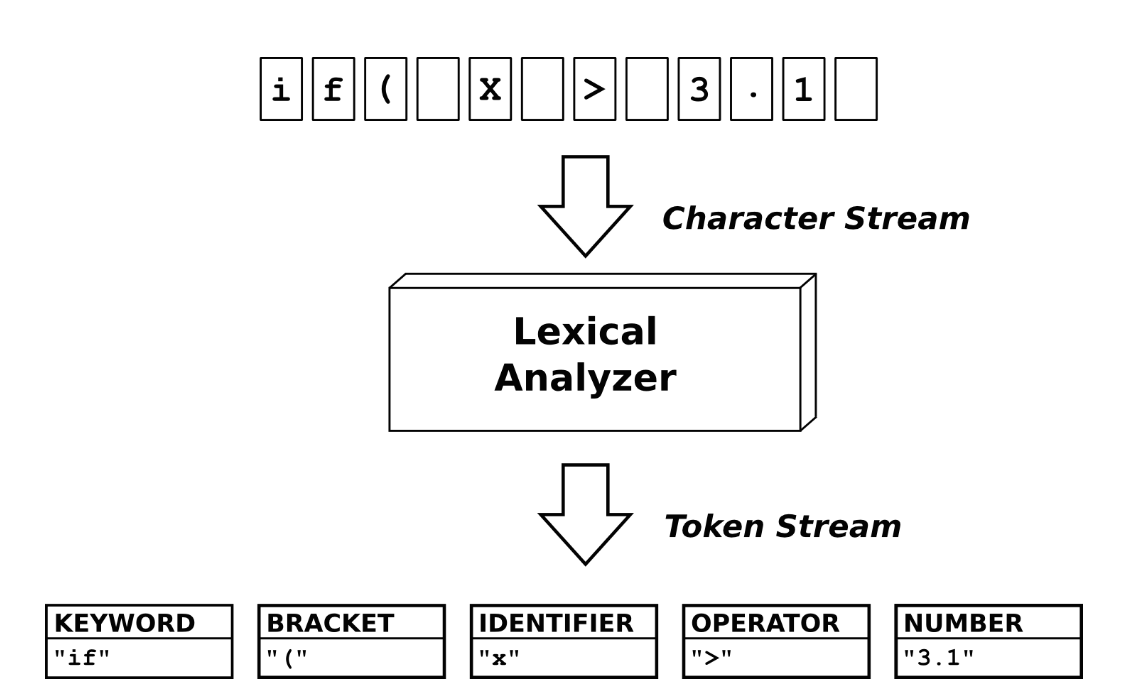 i f ( x > 3 . 1
Character Stream
Lexical
Analyzer
Token Stream
KEYWORD BRACKET IDENTIFIER OPERATOR NUMBER
"if" "(" "x" ">" "3.1"